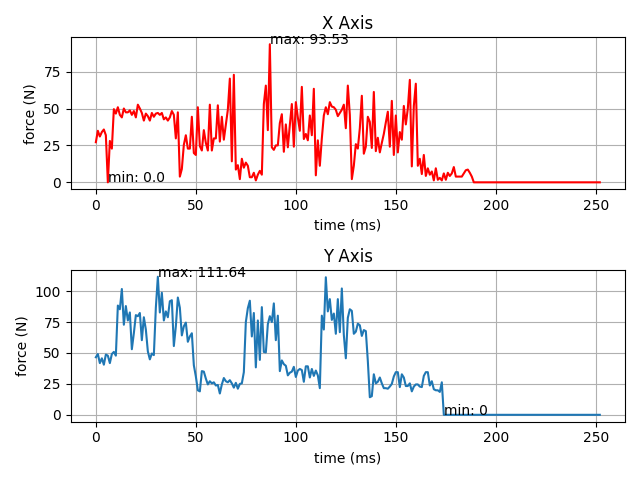 X Axis
max: 93.53
75
50
25
0
min: 0.0
force (N)
0 50 100 150 200 250
time (ms)
Y Axis
max: 111.64
100
75
50
25
0
min: 0
force (N)
0 50 100 150 200 250
time (ms)